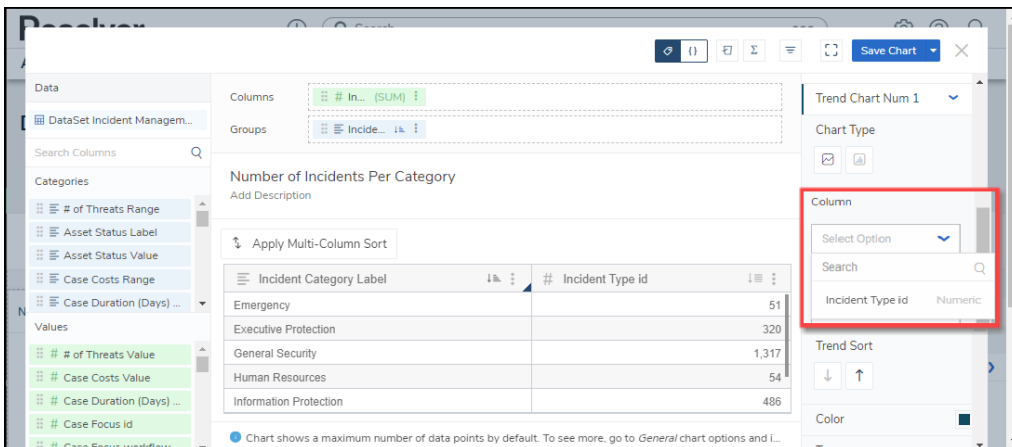 Resolver
Search
Save Chart
Data
DataSet Incident Managem...
Search Columns
Categories
# of Threats Range
Asset Status Label
Asset Status Value
Case Costs Range
Case Duration (Days) ...
Values
# # of Threats Value
# Case Costs Value
# Case Duration (Days) ...
# Case Focus id
# Case Focus workflow
Columns
# In... (SUM)
Groups
Incide...
Number of Incidents Per Category
Add Description
Apply Multi-Column Sort
Incident Category Label # Incident Type id
Emergency 51
Executive Protection 320
General Security 1,317
Human Resources 54
Information Protection 486
Chart shows a maximum number of data points by default. To see more, go to General chart options and i...
Trend Chart Num 1
Chart Type
Column
Select Option
Search
Incident Type id Numeric
Trend Sort
Color